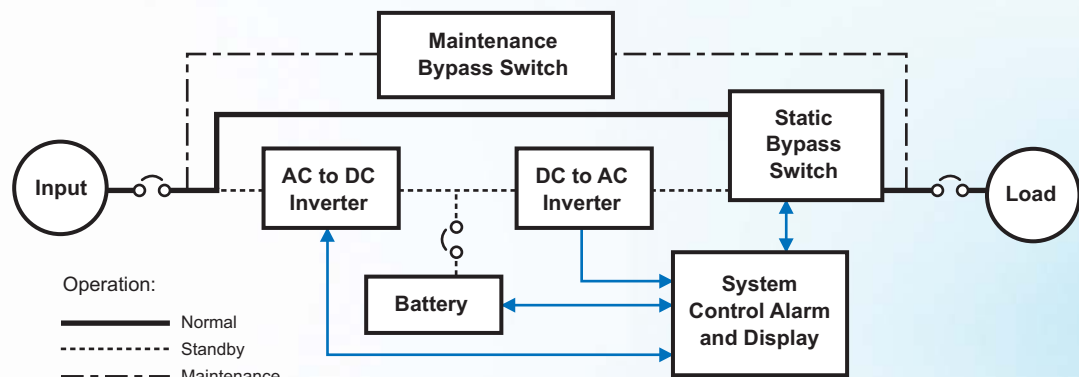 Maintenance
Bypass Switch
Static
Bypass
Switch
Input
AC to DC
Inverter
DC to AC
Inverter
Load
Battery
System
Control Alarm
and Display
Operation:
Normal
Standby
Maintenance